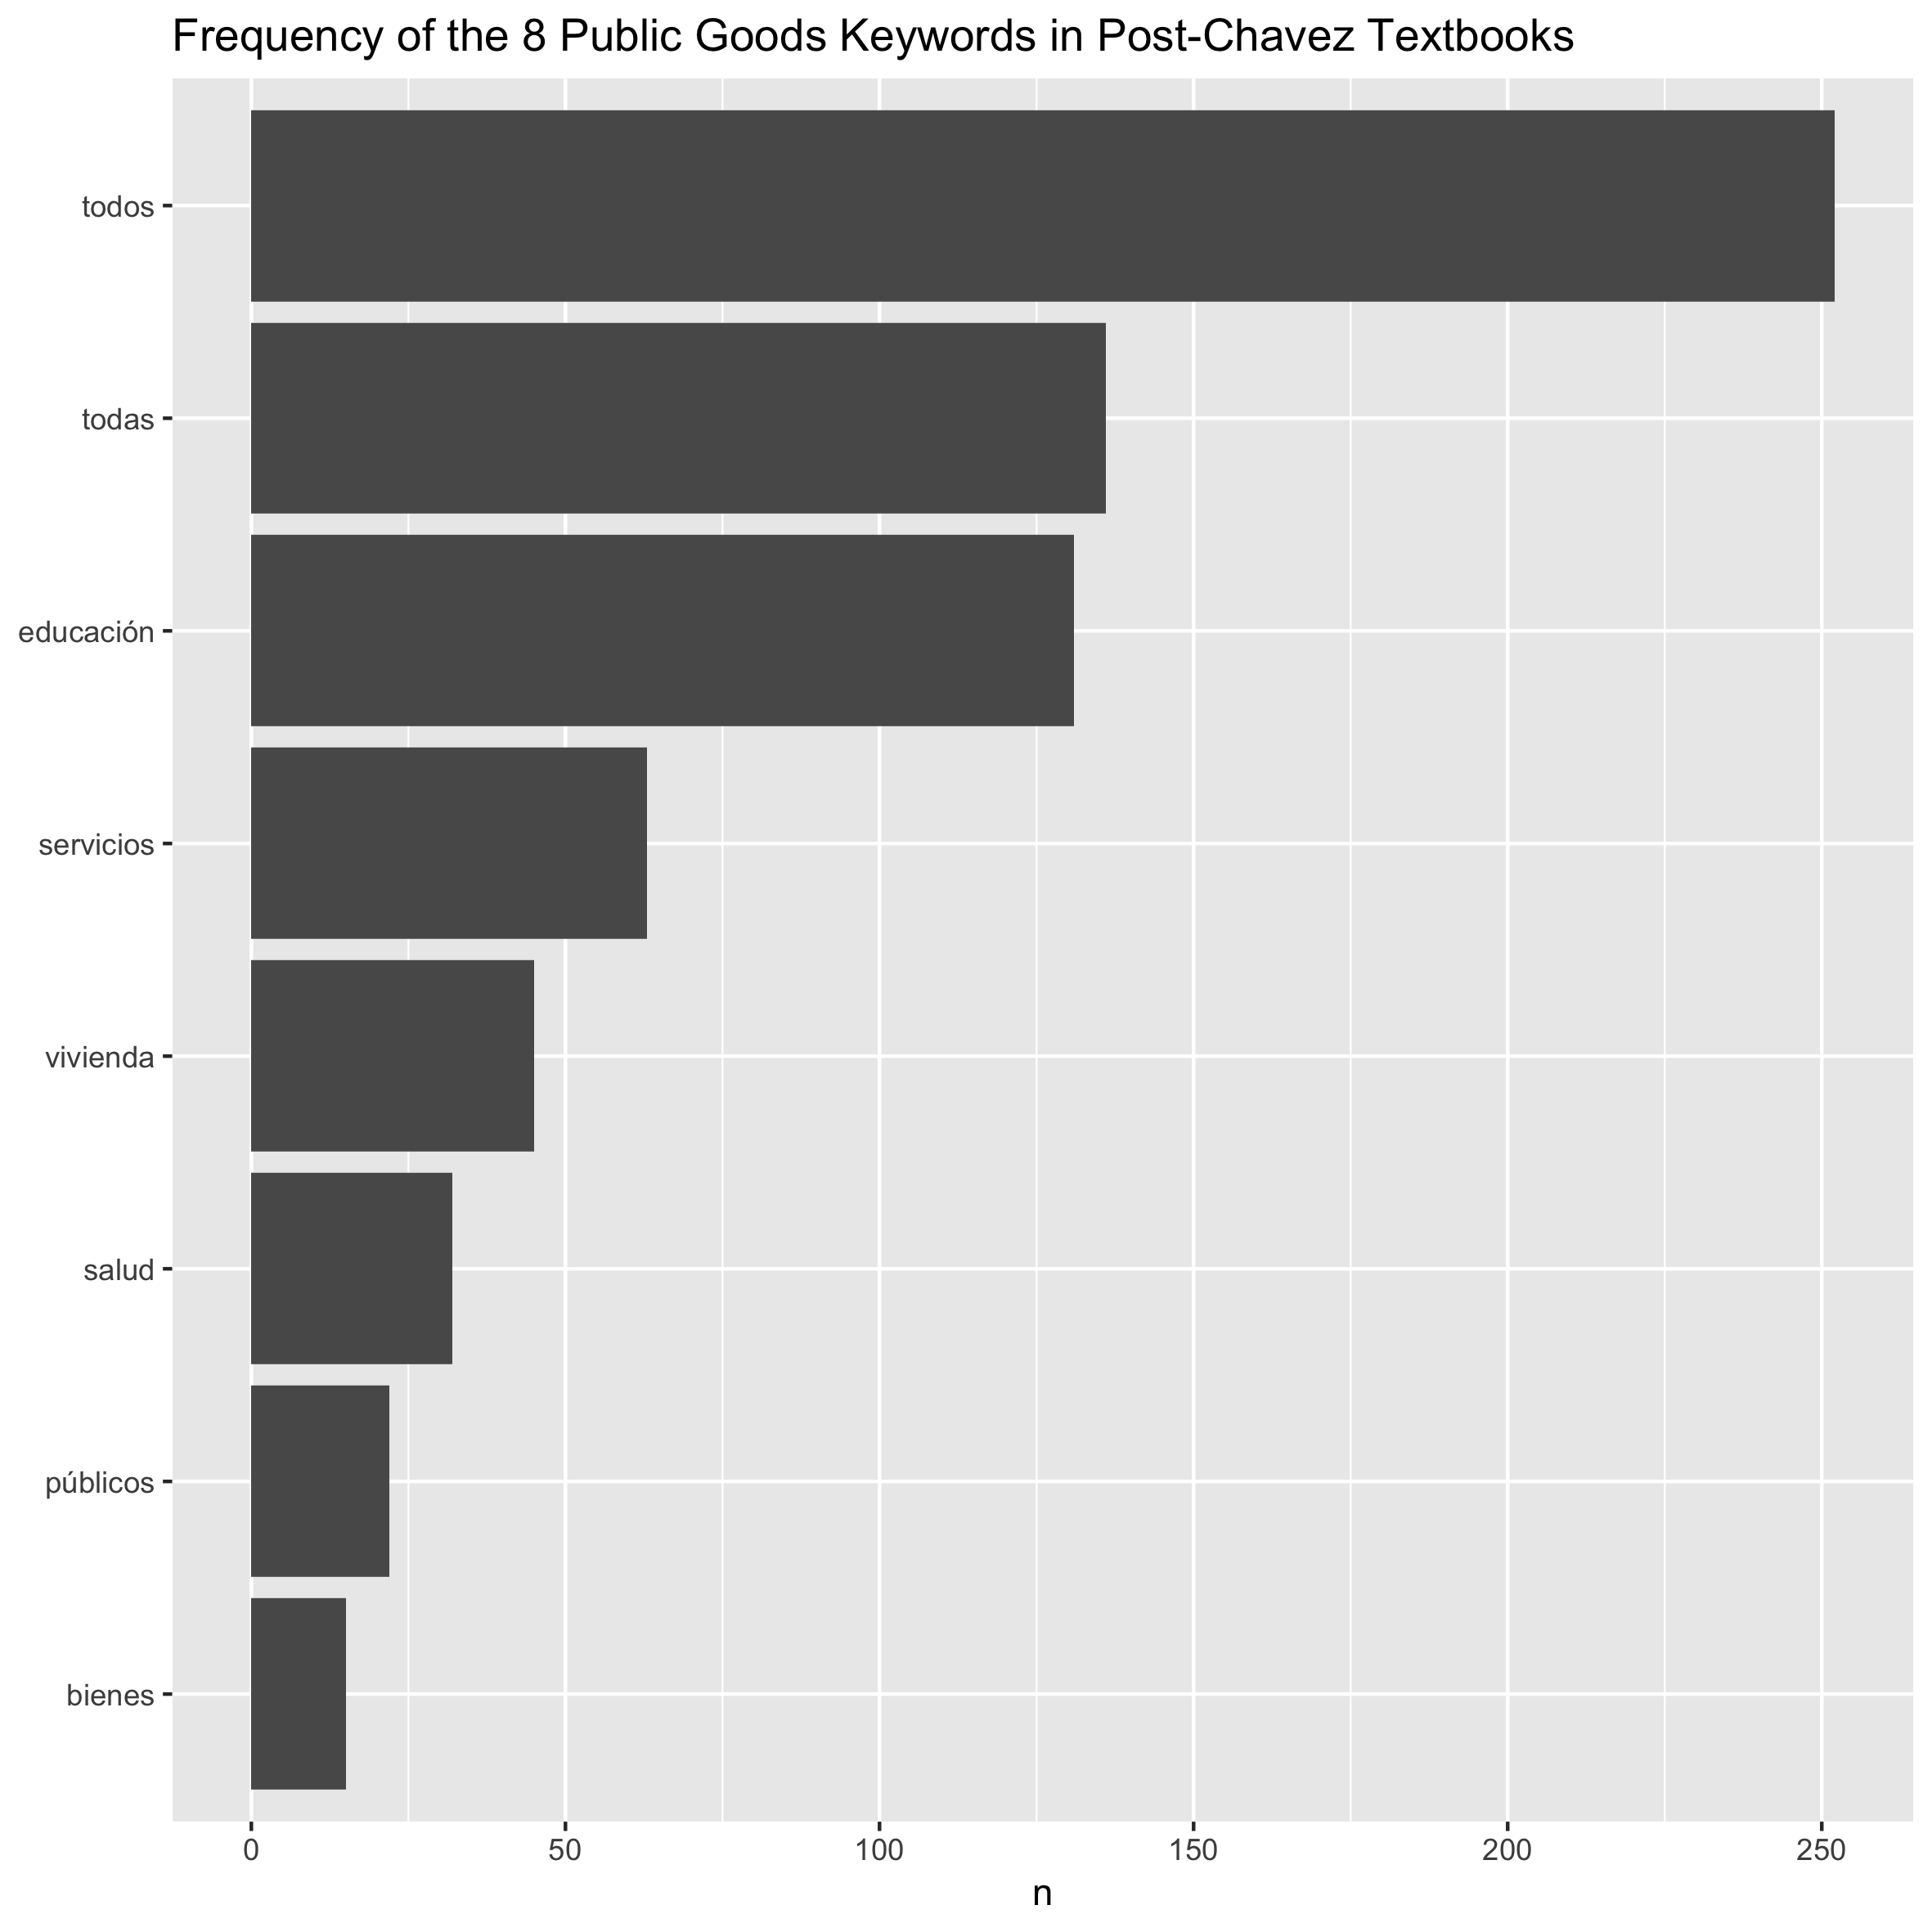 Frequency of the 8 Public Goods Keywords in Post-Chavez Textbooks
todos
todas
educación
servicios
vivienda
salud
públicos
bienes
0 50 100 150 200 250
n